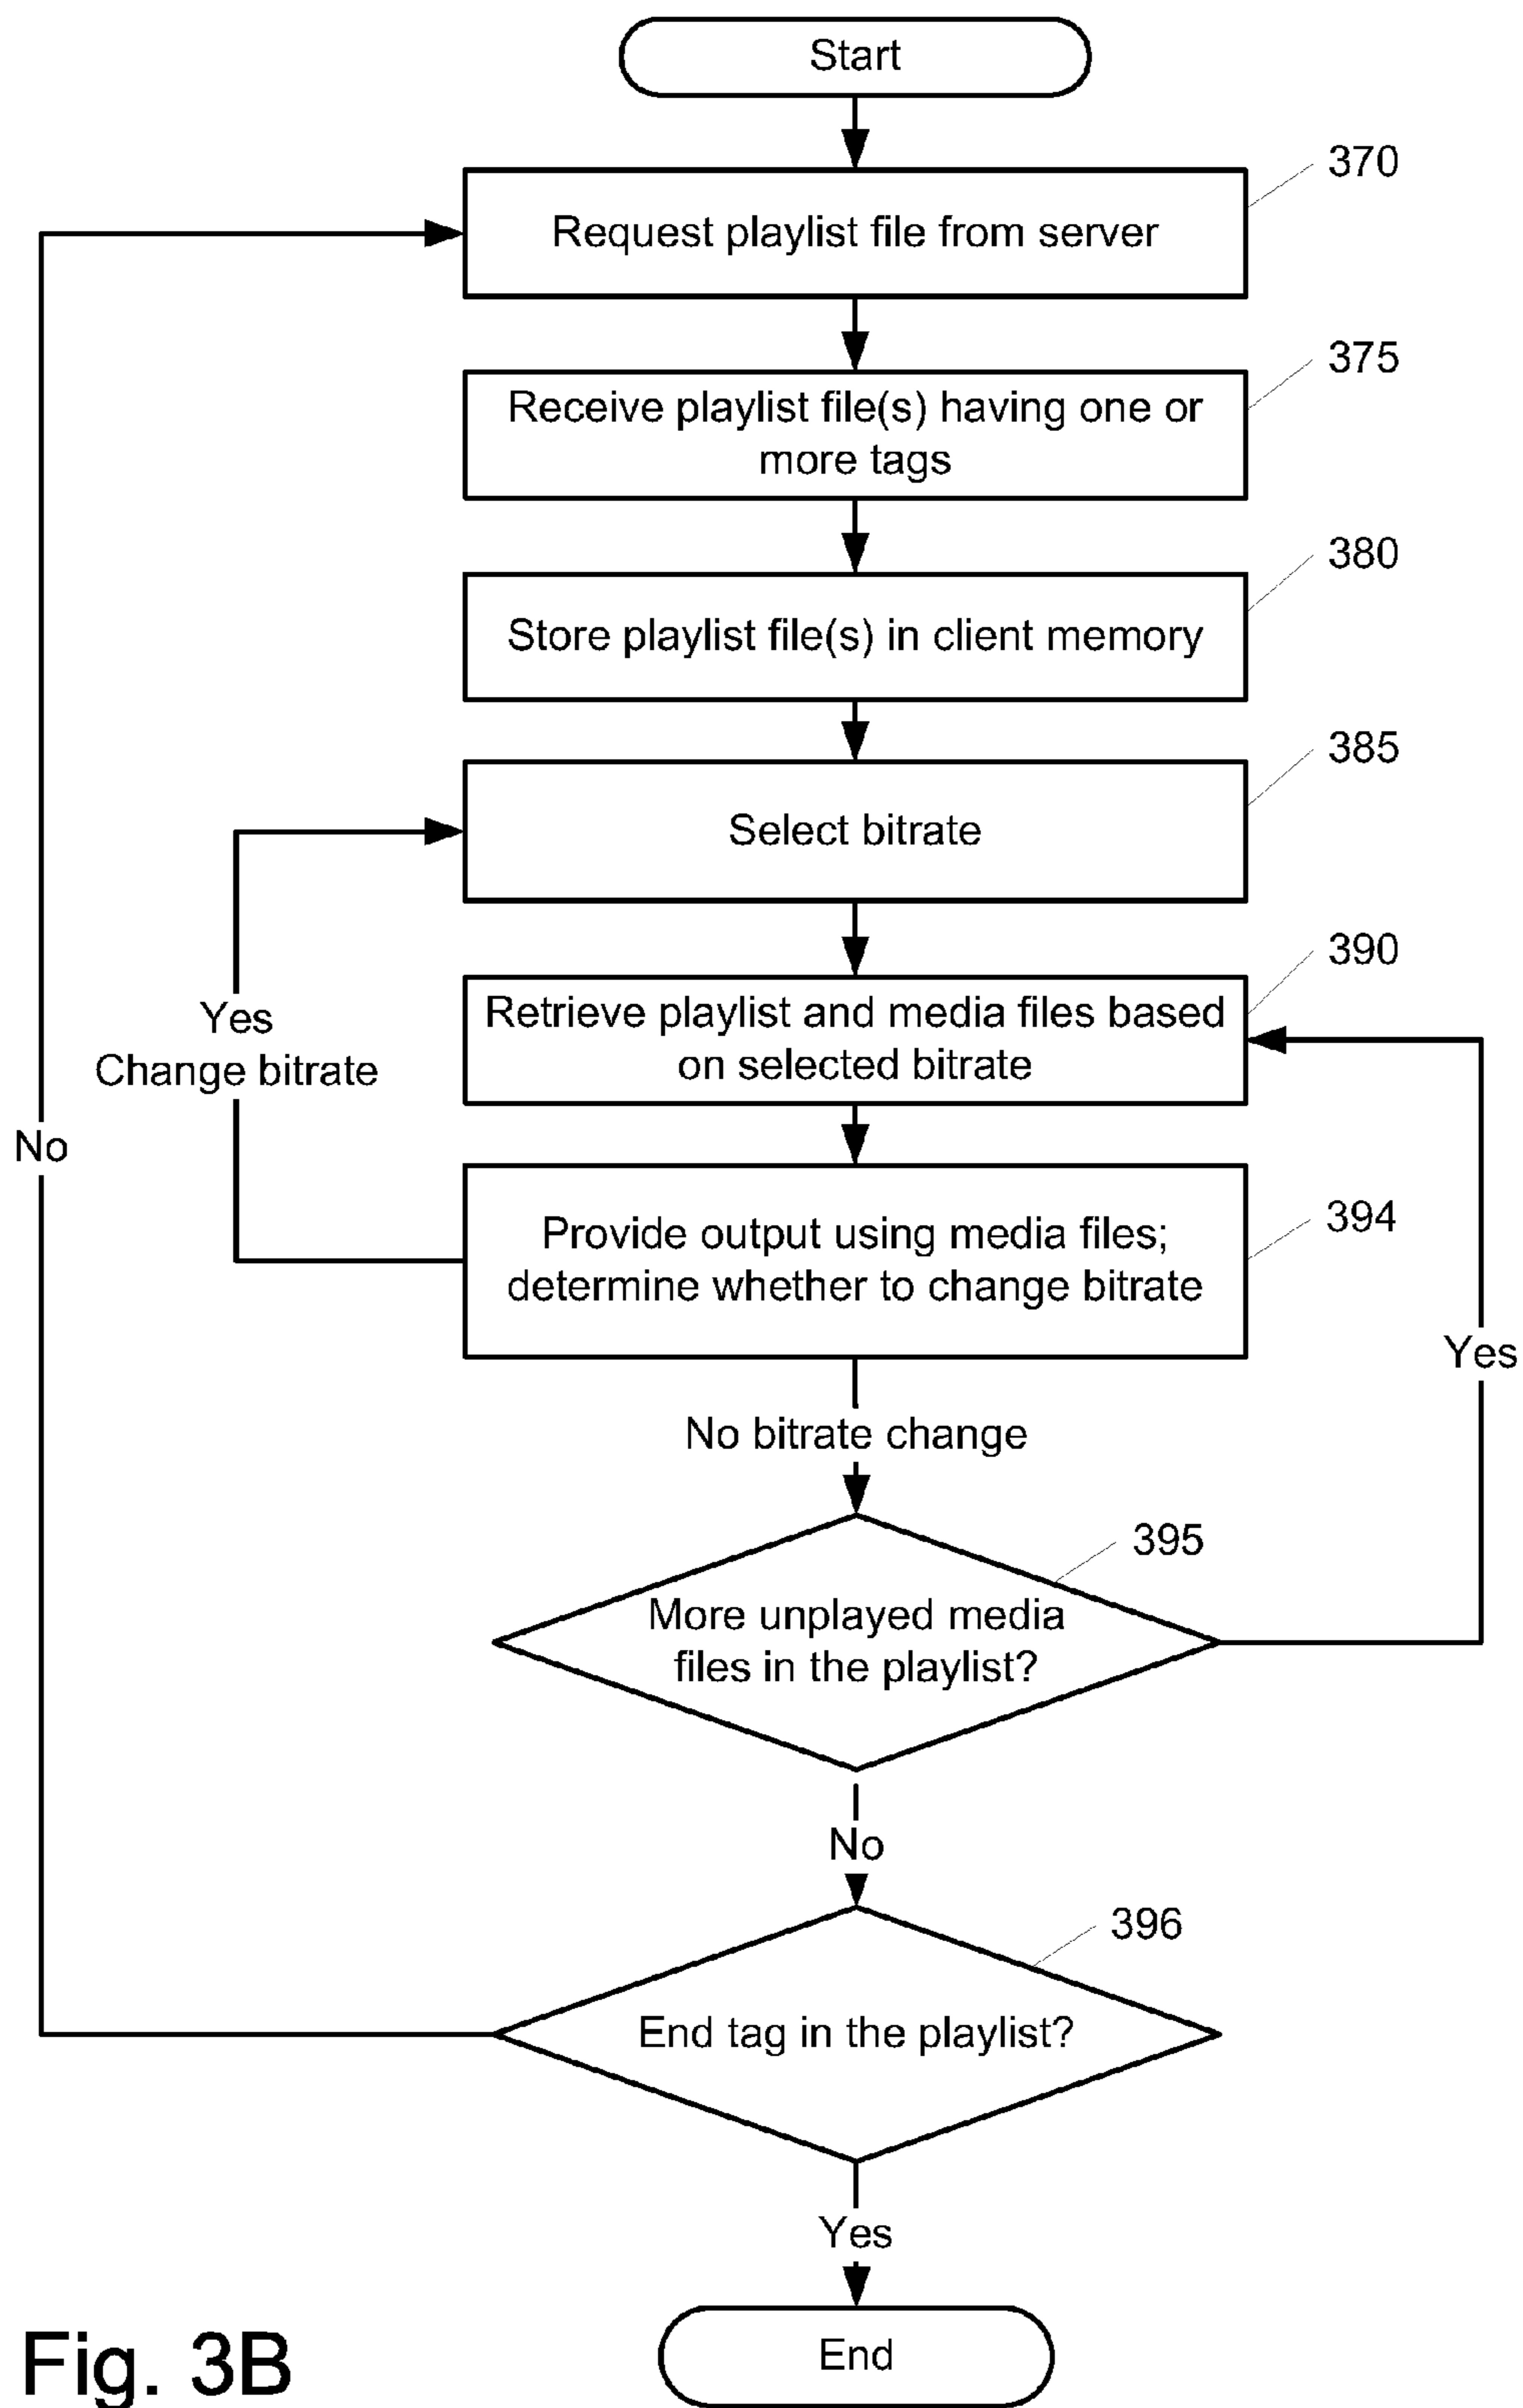 Start
370
Request playlist file from server
375
Receive playlist file(s) having one or
more tags
380
Store playlist file(s) in client memory
385
Select bitrate
390
Retrieve playlist and media files based
on selected bitrate
Yes
Change bitrate
No
394
Provide output using media files;
determine whether to change bitrate
Yes
No bitrate change
395
More unplayed media
files in the playlist?
No
396
End tag in the playlist?
Yes
End
Fig. 3B